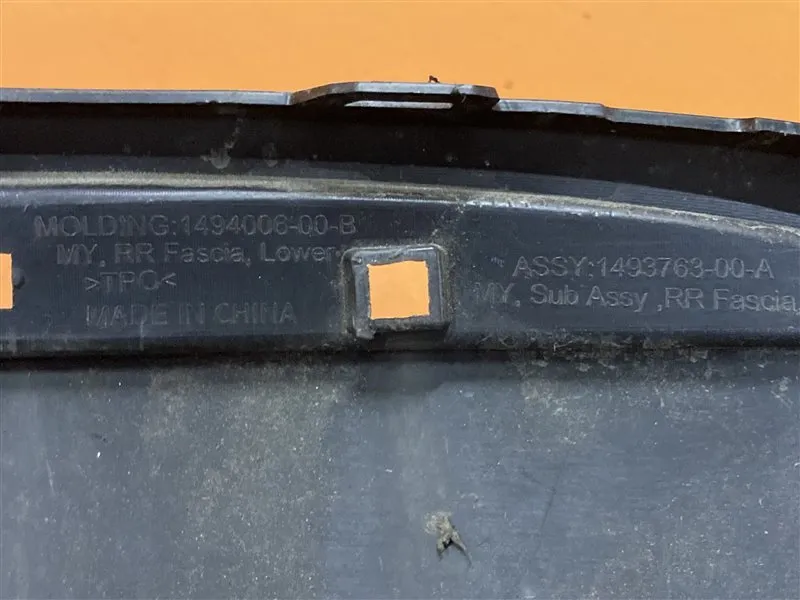 MOLDING:1494006-00-B
MY, RR Fascia, Lower
>TPO<
MADE IN CHINA
ASSY:1493763-00-A
MY, Sub Assy ,RR Fascia,